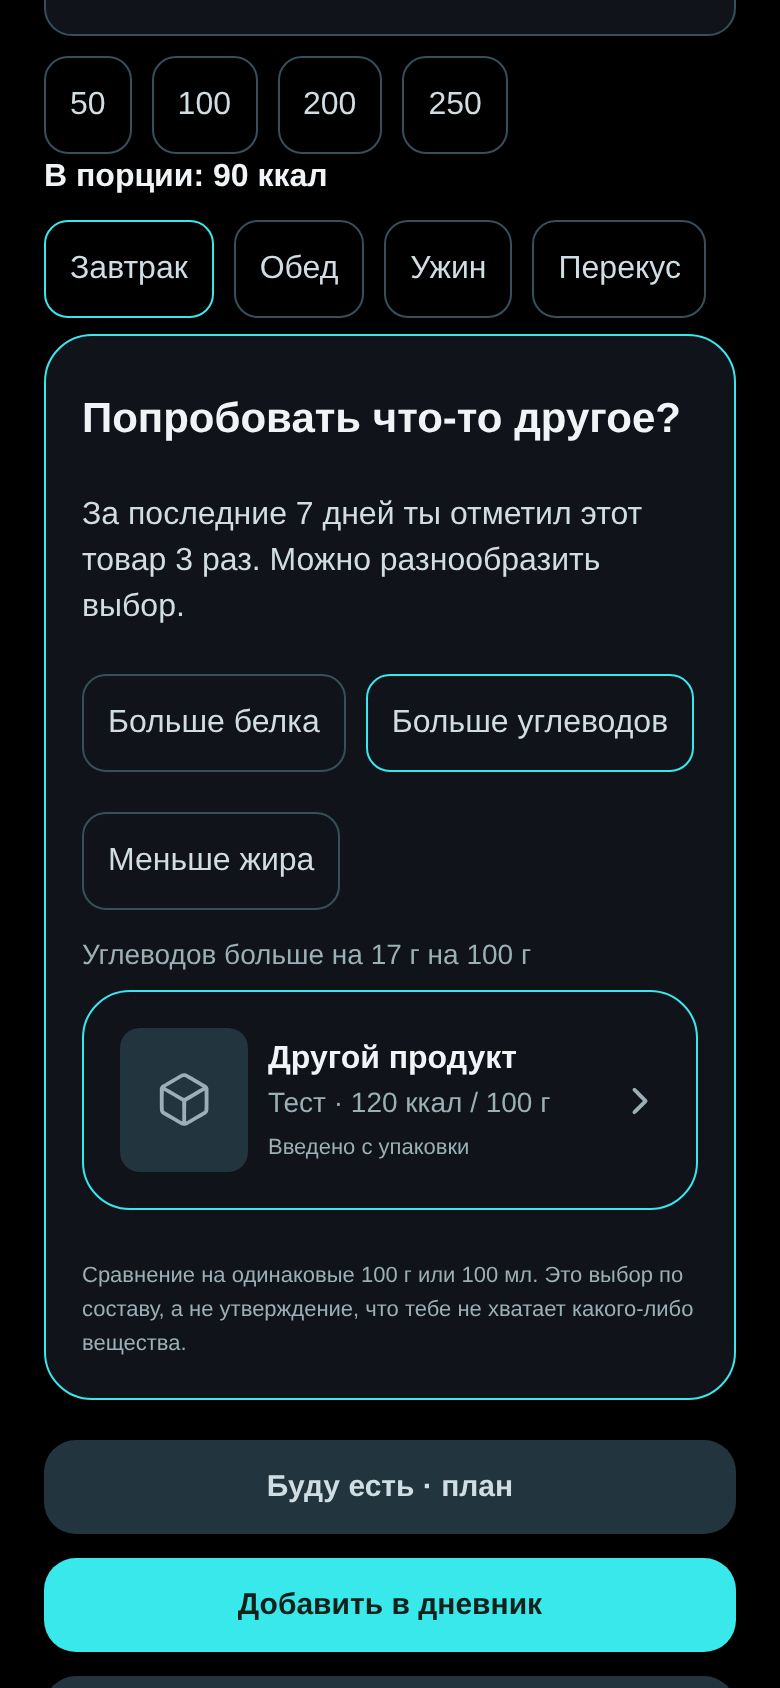 50 100 200 250
В порции: 90 ккал
Завтрак Обед Ужин Перекус
Попробовать что-то другое?
За последние 7 дней ты отметил этот
товар 3 раз. Можно разнообразить
выбор.
Больше белка Больше углеводов
Меньше жира
Углеводов больше на 17 г на 100 г
Другой продукт
Тест · 120 ккал / 100 г
Введено с упаковки
Сравнение на одинаковые 100 г или 100 мл. Это выбор по
составу, а не утверждение, что тебе не хватает какого-либо
вещества.
Буду есть · план
Добавить в дневник